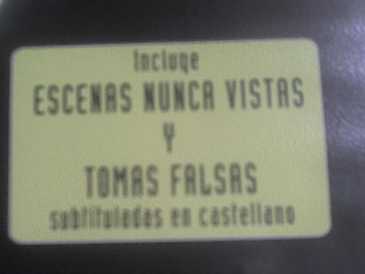 Incluye
ESCENAS NUNCA VISTAS
Y
TOMAS FALSAS
subtituladas en castellano